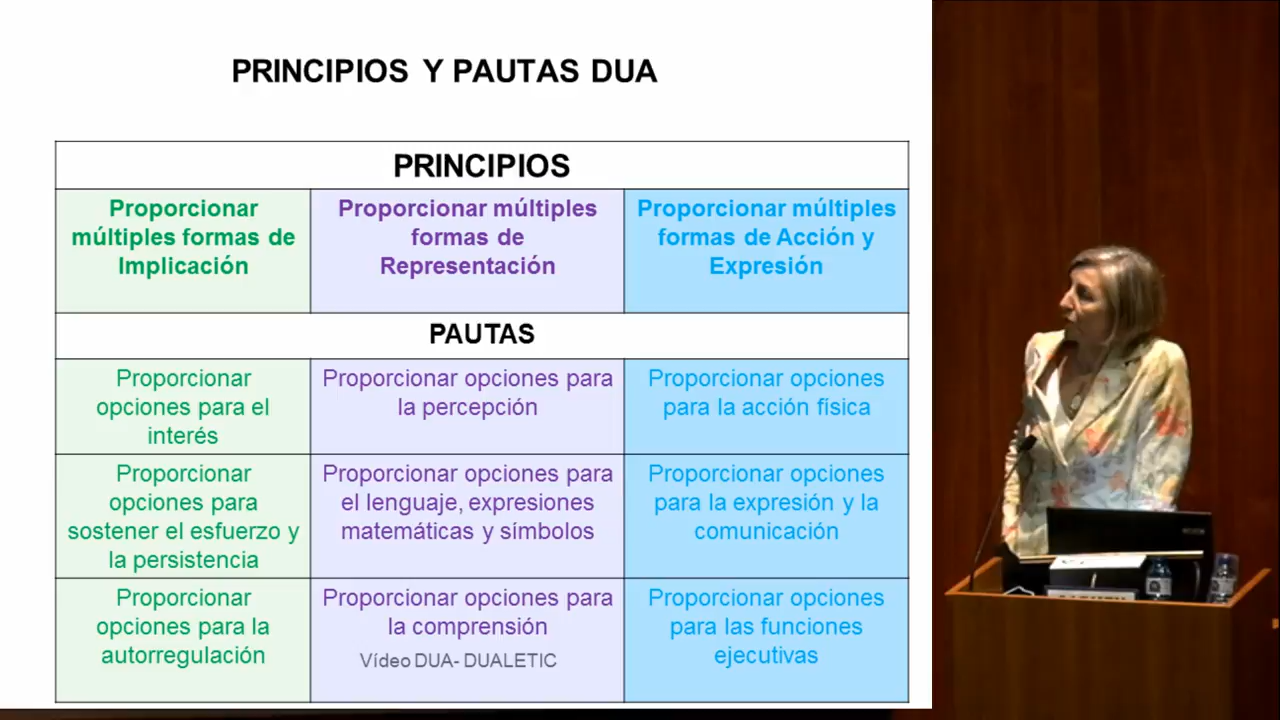 PRINCIPIOS Y PAUTAS DUA
PRINCIPIOS
Proporcionar
múltiples formas de
Implicación
Proporcionar múltiples
formas de
Representación
Proporcionar múltiples
formas de Acción y
Expresión
PAUTAS
Proporcionar
opciones para el
interés
Proporcionar opciones para
la percepción
Proporcionar opciones
para la acción física
Proporcionar
opciones para
sostener el esfuerzo y
la persistencia
Proporcionar opciones para
el lenguaje, expresiones
matemáticas y símbolos
Proporcionar opciones
para la expresión y la
comunicación
Proporcionar
opciones para la
autorregulación
Proporcionar opciones para
la comprensión
Vídeo DUA- DUALETIC
Proporcionar opciones
para las funciones
ejecutivas